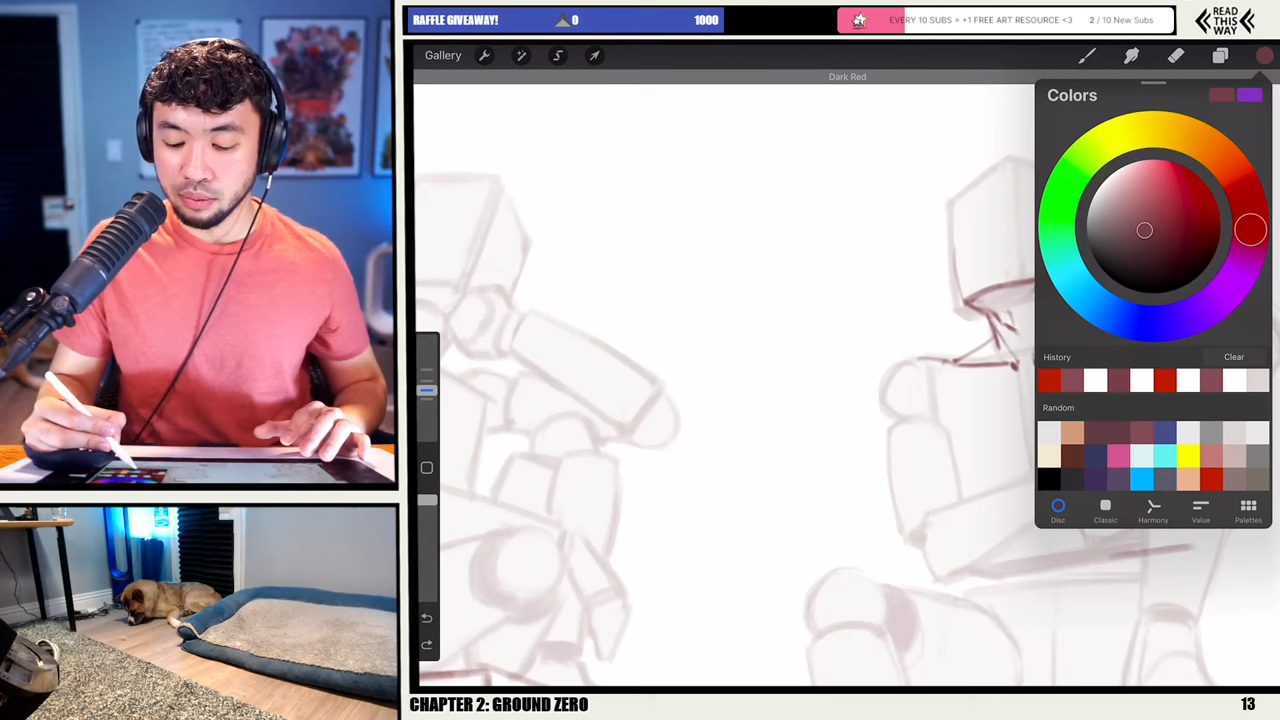 RAFFLE GIVEAWAY! 0 1000
EVERY 10 SUBS = +1 FREE ART RESOURCE <3 2 / 10 New Subs
READ
THIS
WAY
Gallery
Dark Red
Colors
History Clear
Random
Disc Classic Harmony Value Palettes
CHAPTER 2: GROUND ZERO 13